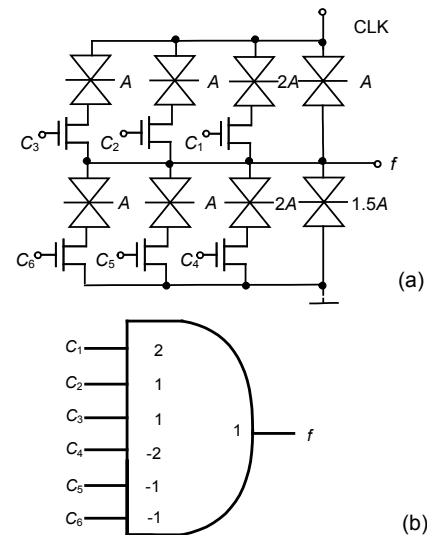 CLK
A A 2A A
C3 C2 C1
f
A A 2A 1.5A
C6 C5 C4
(a)
C1 2
C2 1
C3 1
1 f
C4 -2
C5 -1
C6 -1
(b)